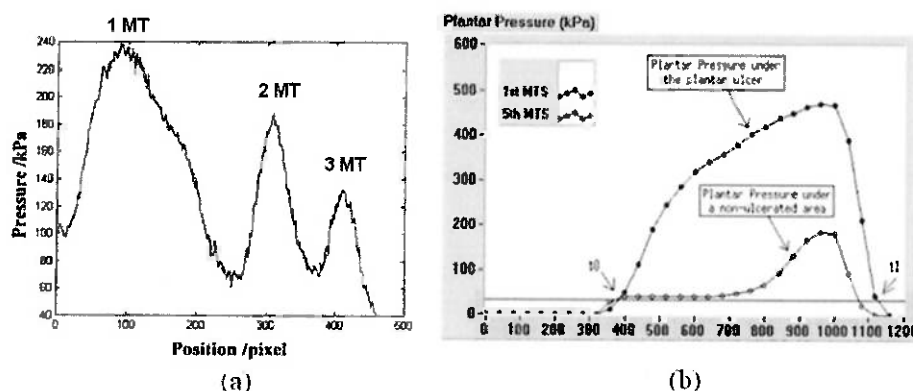 1 MT
2 MT
3 MT
Pressure /kPa
240
220
200
180
160
140
120
100
80
60
40
0
100
200
300
400
500
Position /pixel
(a)
Plantar Pressure (kPa)
600
500
400
300
200
100
0
1st MTS
5th MTS
Plantar Pressure under
the plantar ulcer
Plantar Pressure under
a non-ulcerated area
t0
0 100 200 300 400 500 600 700 800 900 1000 1100 1200
(b)